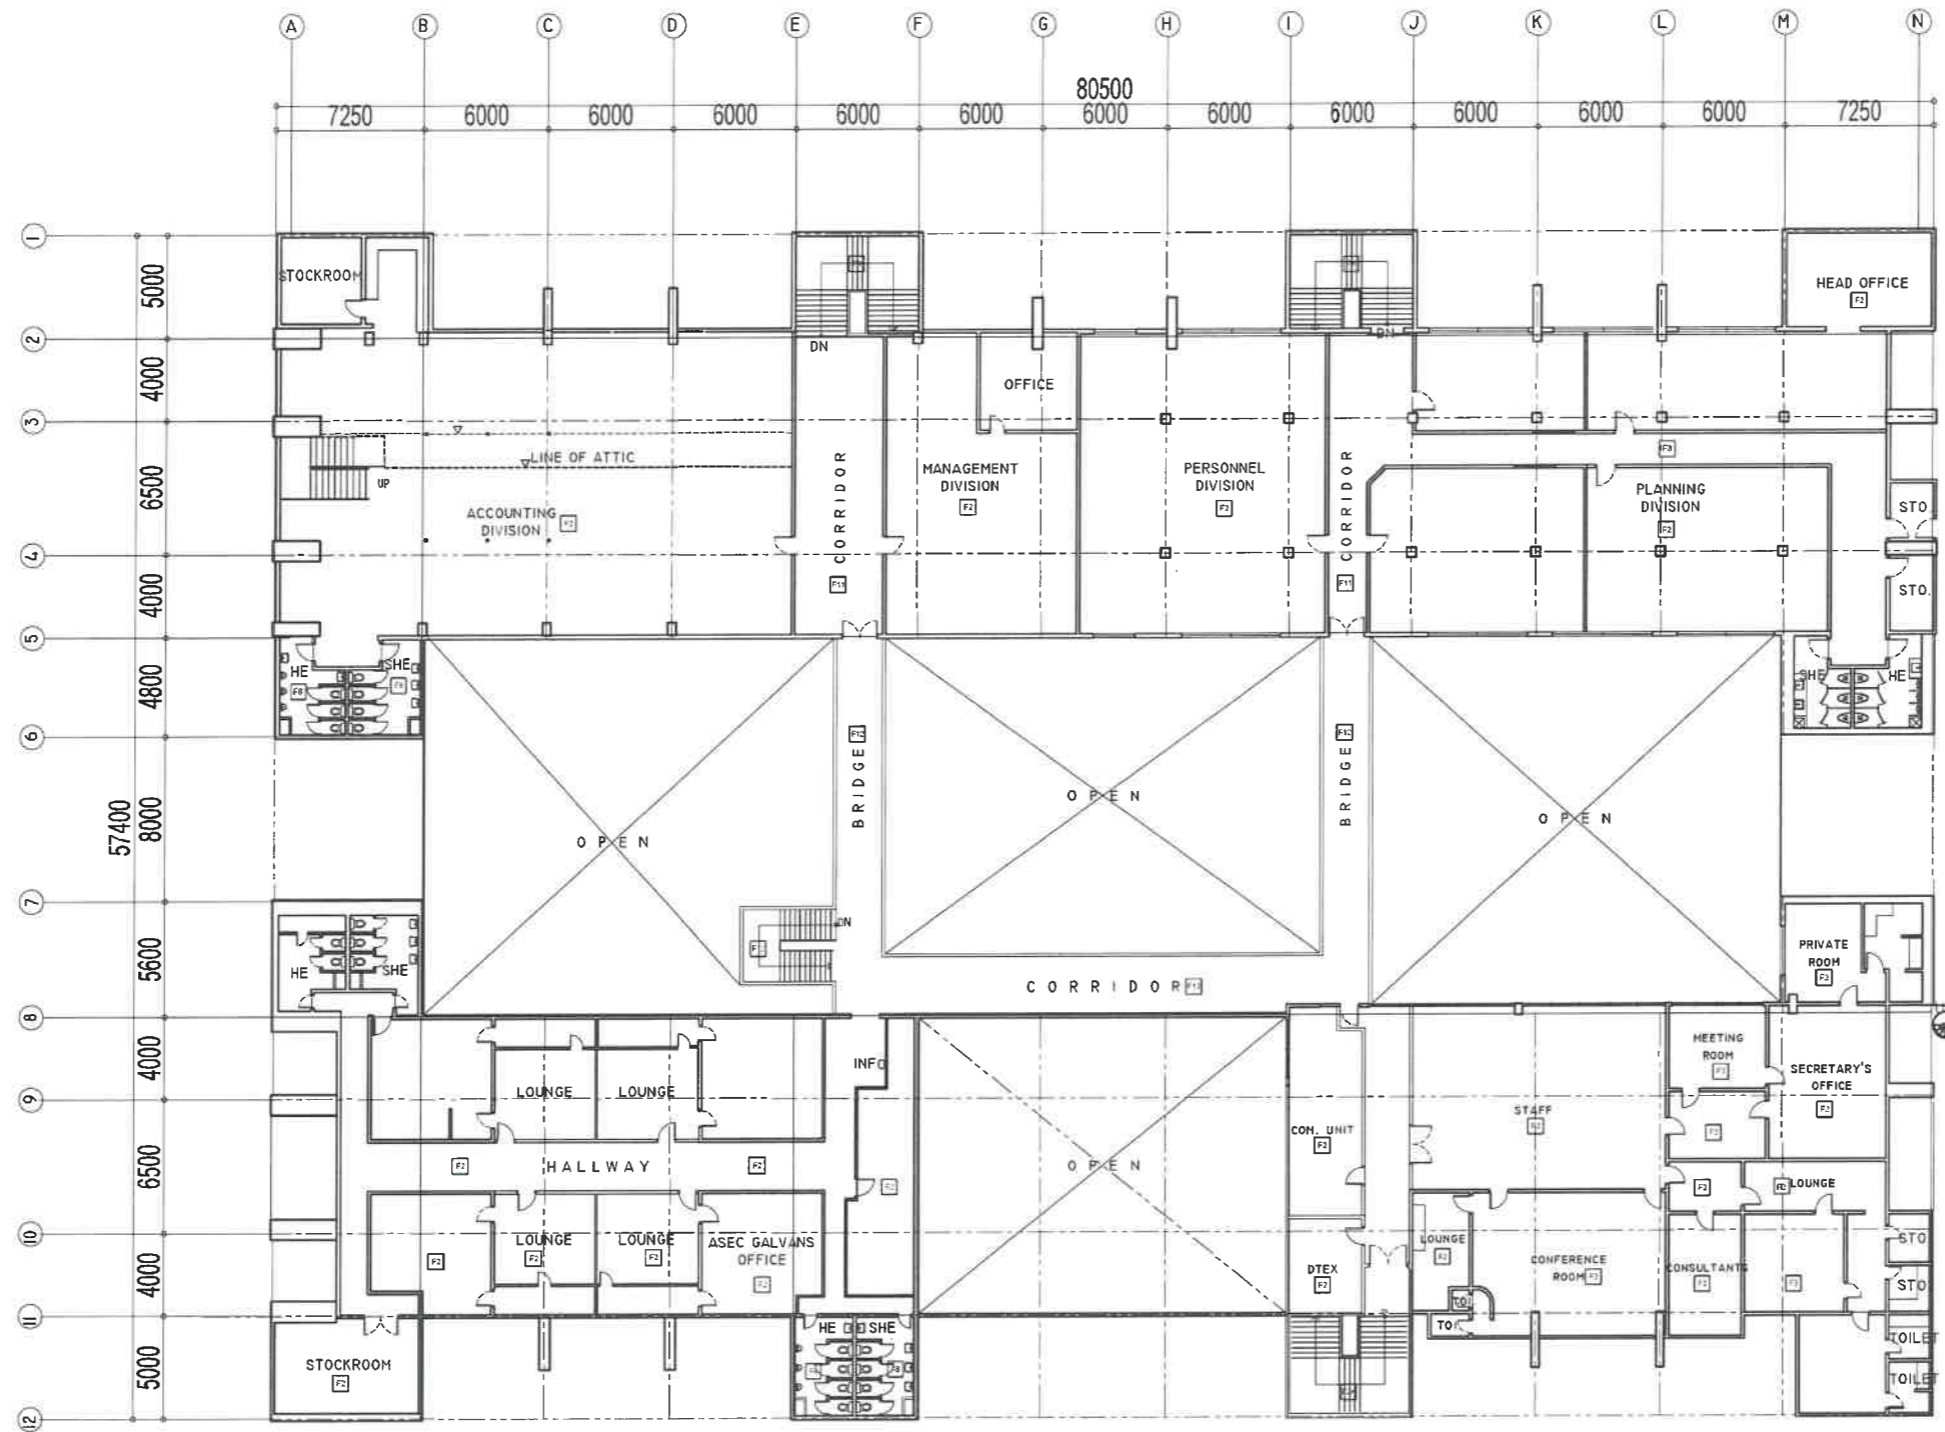 A B C D E F G H I J K L M N
80500
7250 6000 6000 6000 6000 6000 6000 6000 6000 6000 6000 6000 7250
1
STOCKROOM
HEAD OFFICE
F2
5000
2
DN
DN
4000
OFFICE
3
LINE OF ATTIC
UP
6500
ACCOUNTING
DIVISION F2
CORRIDOR
F11
MANAGEMENT
DIVISION
F2
PERSONNEL
DIVISION
F2
CORRIDOR
F11
PLANNING
DIVISION
F2
STO.
4
4000
STO.
5
HE
F8
SHE
SHE
HE
4800
6
BRIDGE
F12
BRIDGE
57400
8000
OPEN
OPEN
OPEN
7
DN
5600
HE
SHE
CORRIDOR
PRIVATE
ROOM
F2
8
4000
INFO
LOUNGE
LOUNGE
MEETING
ROOM
SECRETARY'S
OFFICE
F2
9
STAFF
COM. UNIT
F2
6500
F2
HALLWAY
F2
OPEN
F2
LOUNGE
10
LOUNGE
F2
LOUNGE
F2
ASEC GALVANS
OFFICE
F2
4000
DTEX
F2
LOUNGE
F2
CONFERENCE
ROOM
CONSULTANTS
F2
STO
STO
11
HE
SHE
TOILET
TOILET
5000
STOCKROOM
F2
12